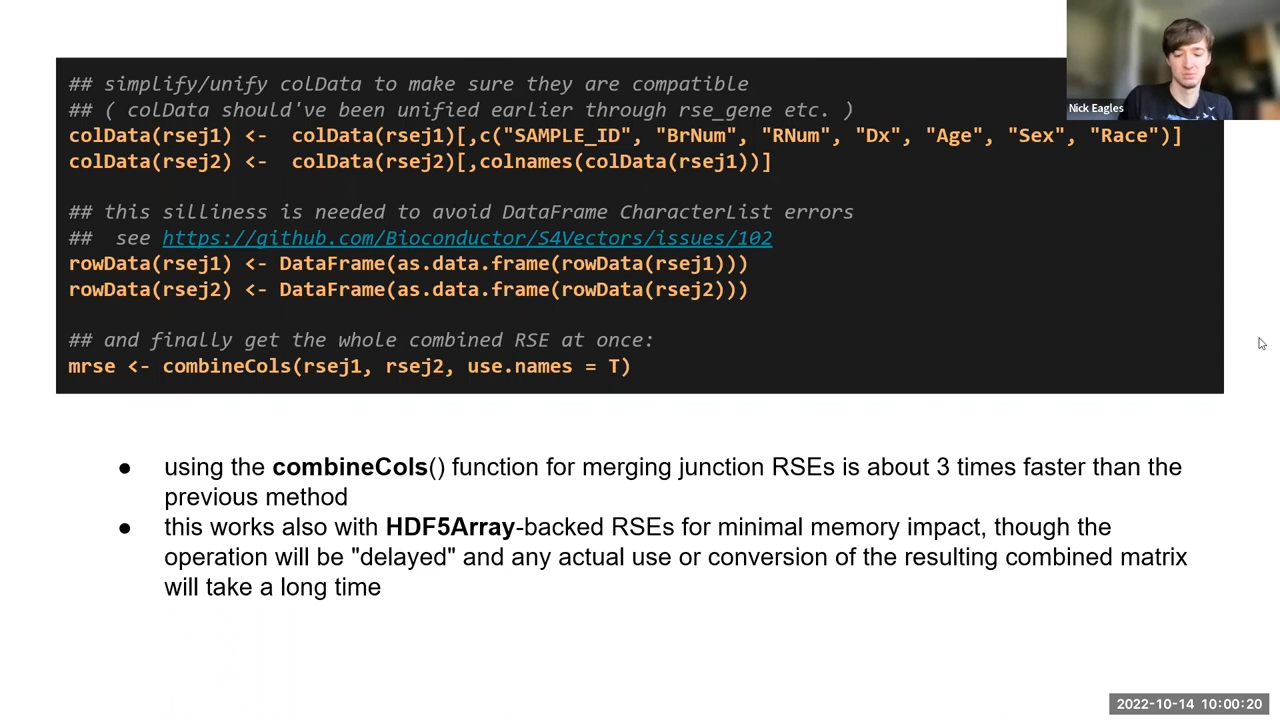 ## simplify/unify colData to make sure they are compatible
## ( colData should've been unified earlier through rse_gene etc. )
colData(rsej1) <-  colData(rsej1)[,c("SAMPLE_ID", "BrNum", "RNum", "Dx", "Age", "Sex", "Race")]
colData(rsej2) <-  colData(rsej2)[,colnames(colData(rsej1))]
## this silliness is needed to avoid DataFrame CharacterList errors
##  see https://github.com/Bioconductor/S4Vectors/issues/102
rowData(rsej1) <- DataFrame(as.data.frame(rowData(rsej1)))
rowData(rsej2) <- DataFrame(as.data.frame(rowData(rsej2)))
## and finally get the whole combined RSE at once:
mrse <- combineCols(rsej1, rsej2, use.names = T)
Nick Eagles
● using the combineCols() function for merging junction RSEs is about 3 times faster than the
previous method
● this works also with HDF5Array-backed RSEs for minimal memory impact, though the
operation will be "delayed" and any actual use or conversion of the resulting combined matrix
will take a long time
2022-10-14 10:00:20